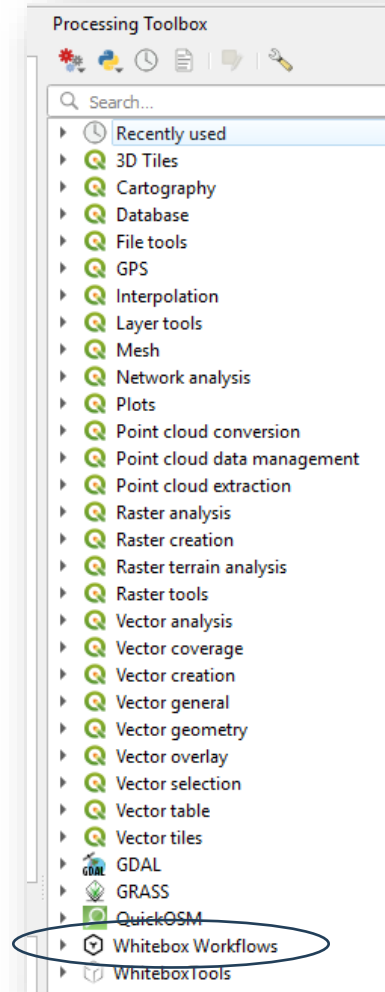 Processing Toolbox
Search...
Recently used
3D Tiles
Cartography
Database
File tools
GPS
Interpolation
Layer tools
Mesh
Network analysis
Plots
Point cloud conversion
Point cloud data management
Point cloud extraction
Raster analysis
Raster creation
Raster terrain analysis
Raster tools
Vector analysis
Vector coverage
Vector creation
Vector general
Vector geometry
Vector overlay
Vector selection
Vector table
Vector tiles
GDAL GDAL
GRASS
QuickOSM
Whitebox Workflows
WhiteboxTools